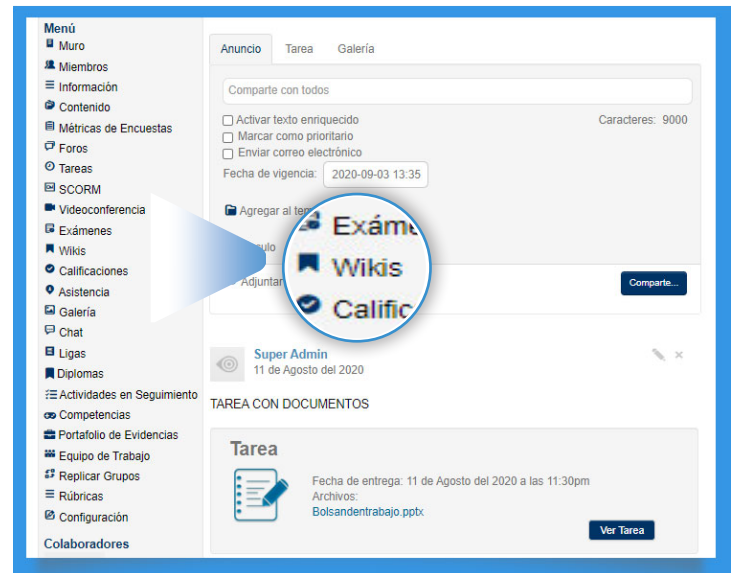 Menú
Muro
Miembros
Información
Contenido
Métricas de Encuestas
Foros
Tareas
SCORM
Videoconferencia
Exámenes
Wikis
Calificaciones
Asistencia
Galería
Chat
Ligas
Diplomas
Actividades en Seguimiento
Competencias
Portafolio de Evidencias
Equipo de Trabajo
Replicar Grupos
Rúbricas
Configuración
Colaboradores
Anuncio Tarea Galería
Comparte con todos
Activar texto enriquecido Caracteres: 9000
Marcar como prioritario
Enviar correo electrónico
Fecha de vigencia: 2020-09-03 13:35
Agregar al
Adjuntar
Comparte...
Exám
Wikis
Califi
Super Admin
11 de Agosto del 2020
TAREA CON DOCUMENTOS
Tarea
Fecha de entrega: 11 de Agosto del 2020 a las 11:30pm
Archivos:
Bolsandentrabajo.pptx
Ver Tarea